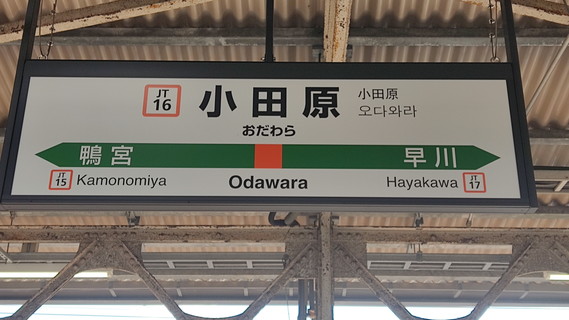 JT
16
小田原
小田原
오다와라
おだわら
鴨宮
早川
JT
15
Kamonomiya
Odawara
Hayakawa
JT
17